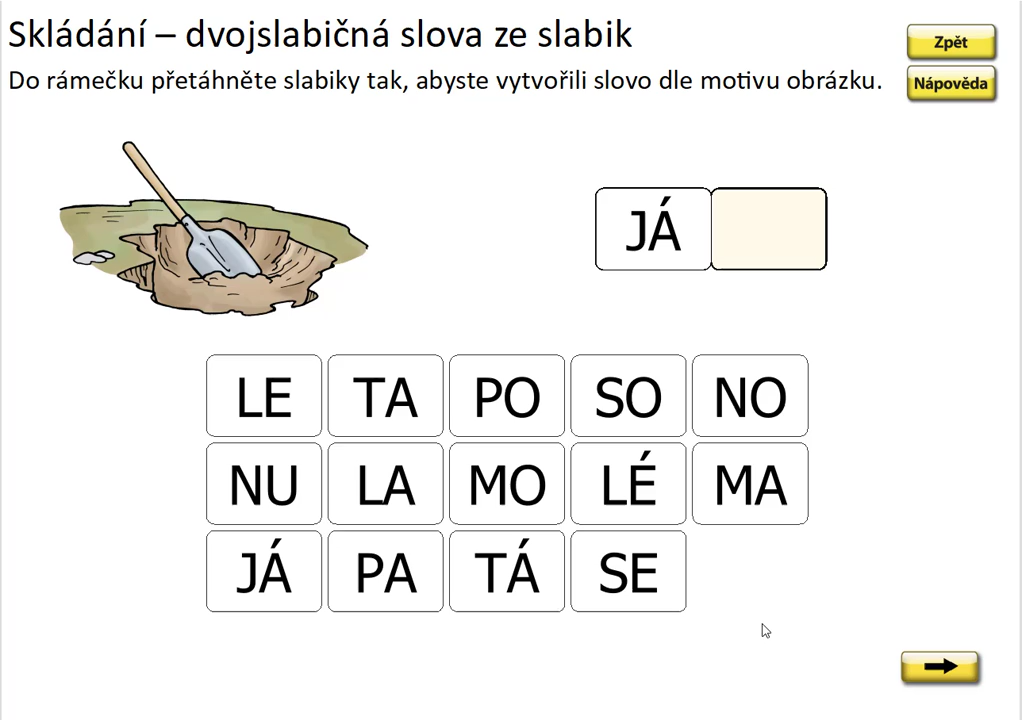 Skládání – dvojslabičná slova ze slabik
Zpět
Do rámečku přetáhněte slabiky tak, abyste vytvořili slovo dle motivu obrázku.
Nápověda
JÁ
LE TA PO SO NO
NU LA MO LÉ MA
JÁ PA TÁ SE